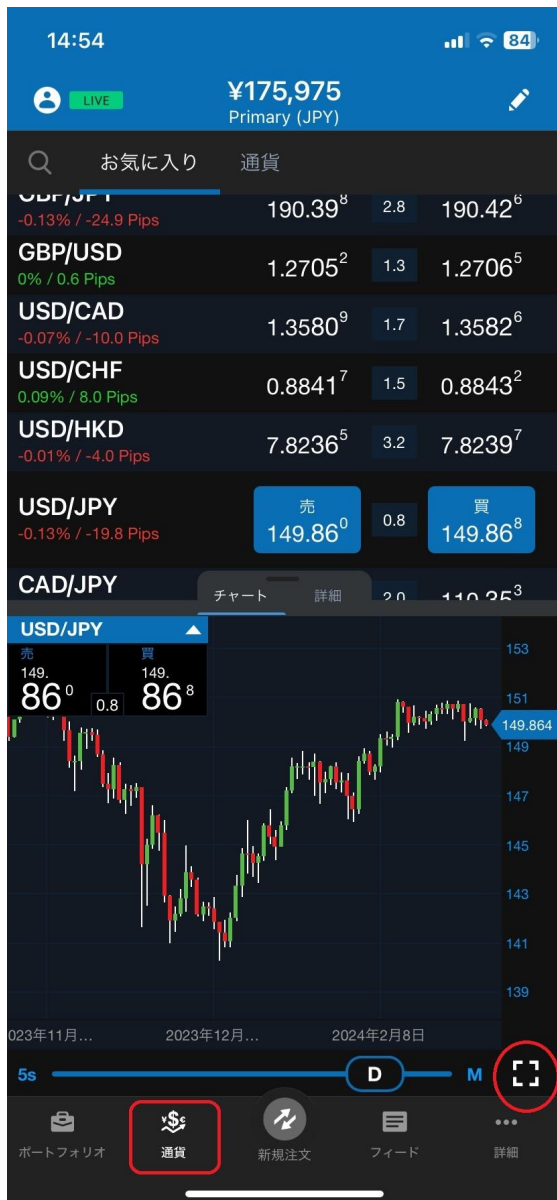 14:54
84
LIVE
¥175,975
Primary (JPY)
お気に入り 通貨
GBP/JPY 190.39⁸ 2.8 190.42⁶
-0.13% / -24.9 Pips
GBP/USD 1.2705² 1.3 1.2706⁵
0% / 0.6 Pips
USD/CAD 1.3580⁹ 1.7 1.3582⁶
-0.07% / -10.0 Pips
USD/CHF 0.8841⁷ 1.5 0.8843²
0.09% / 8.0 Pips
USD/HKD 7.8236⁵ 3.2 7.8239⁷
-0.01% / -4.0 Pips
USD/JPY 売 149.86⁰ 0.8 買 149.86⁸
-0.13% / -19.8 Pips
CAD/JPY 2.0 110.35³
チャート 詳細
USD/JPY
売 買
149. 149.
86⁰ 0.8 86⁸
153
151
149.864
149
147
145
143
141
139
023年11月... 2023年12月... 2024年2月8日
5s D M
ポートフォリオ 通貨 新規注文 フィード 詳細